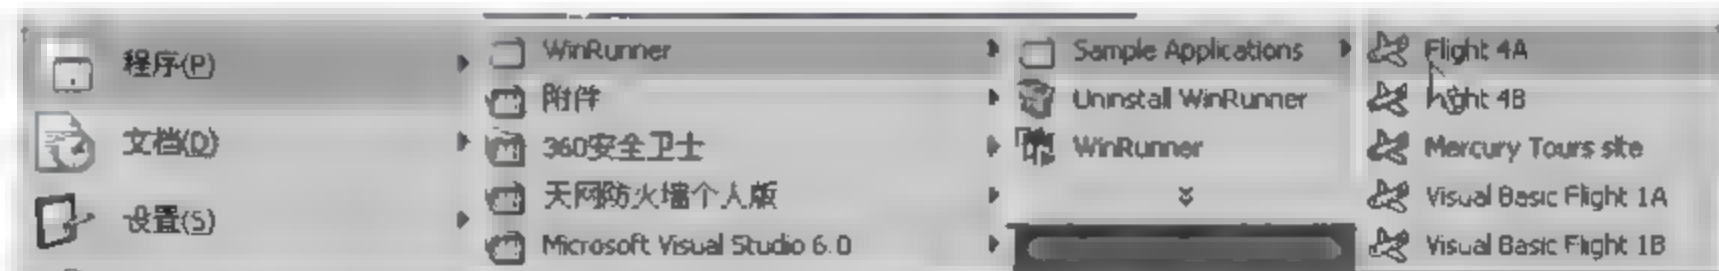 程序(P)
文档(D)
设置(S)
WinRunner
附件
360安全卫士
天网防火墙个人版
Microsoft Visual Studio 6.0
Sample Applications
Uninstall WinRunner
WinRunner
Flight 4A
Flight 4B
Mercury Tours site
Visual Basic Flight 1A
Visual Basic Flight 1B